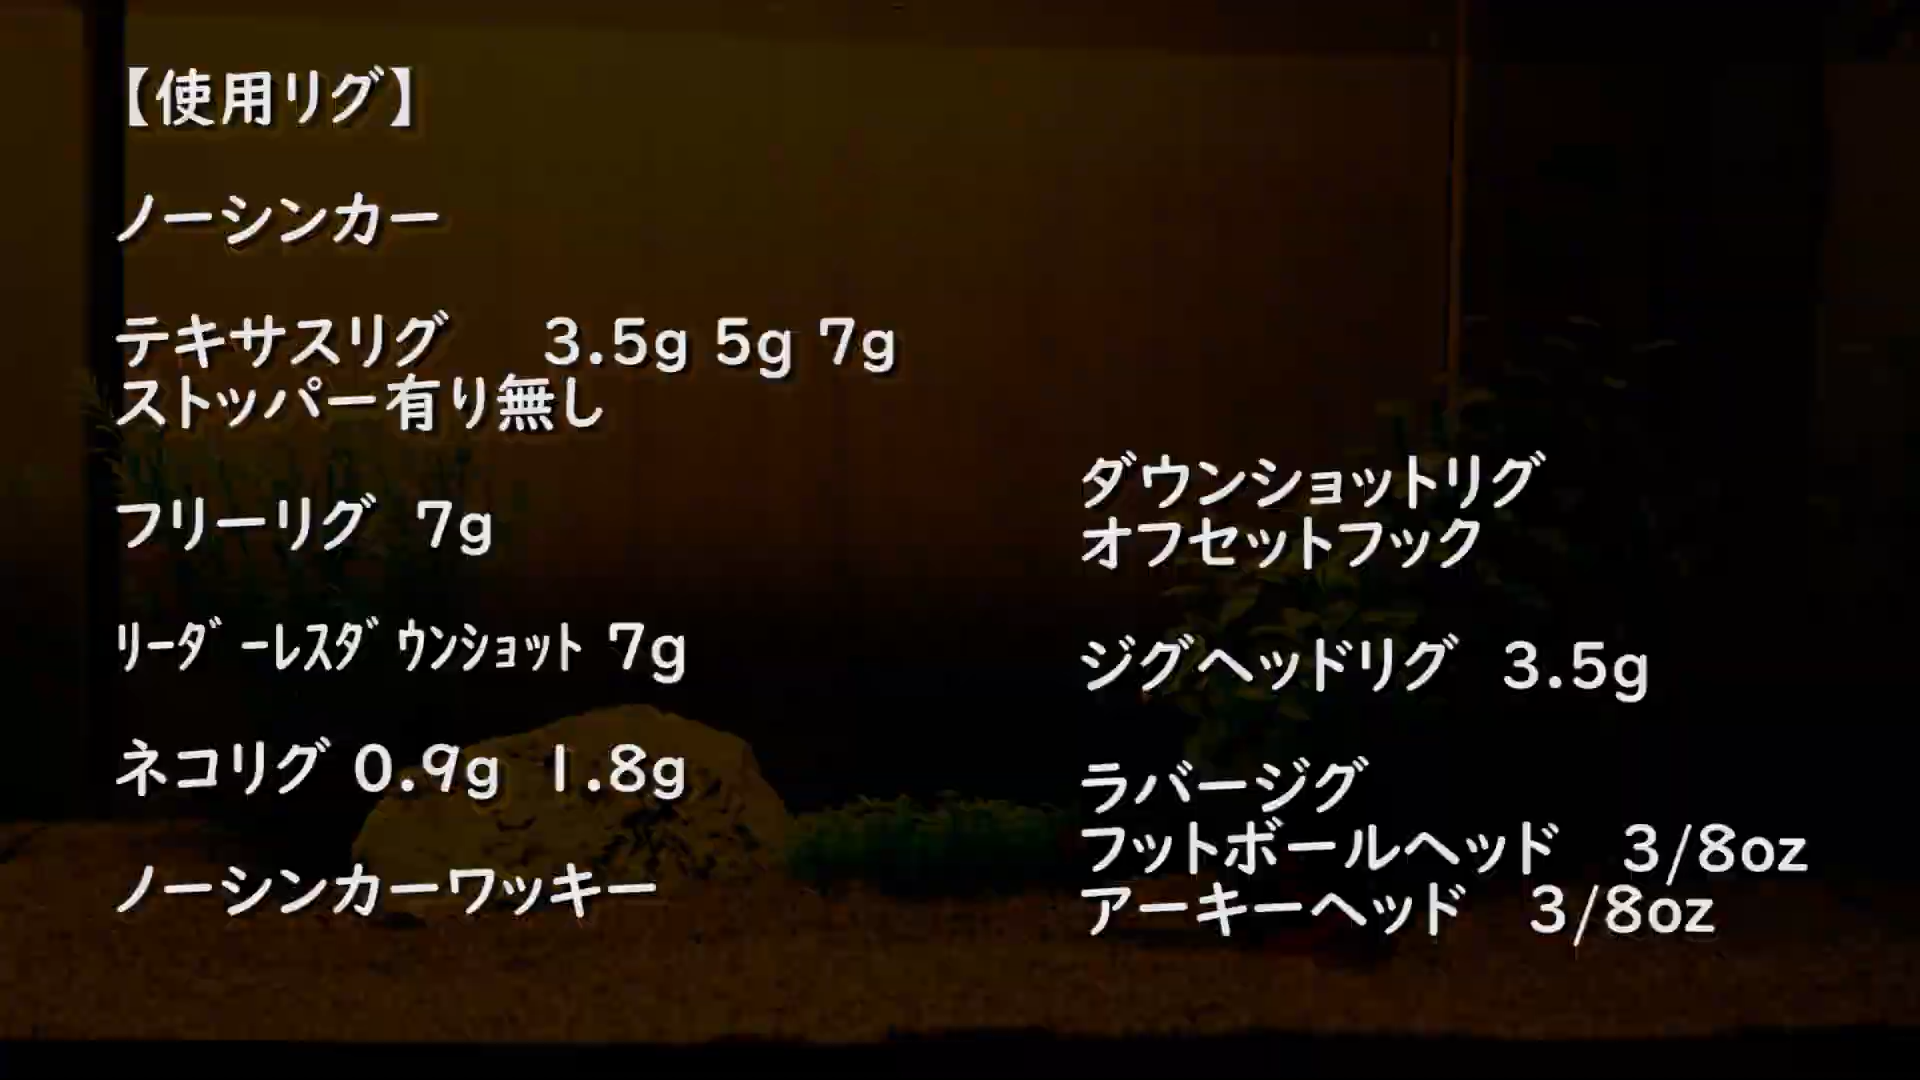 【使用リグ】
ノーシンカー
テキサスリグ　3.5g 5g 7g
ストッパー有り無し
フリーリグ　7g
ﾘｰﾀﾞｰﾚｽﾀﾞｳﾝｼｮｯﾄ 7g
ネコリグ 0.9g　1.8g
ノーシンカーワッキー
ダウンショットリグ
オフセットフック
ジグヘッドリグ　3.5g
ラバージグ
フットボールヘッド　3/8oz
アーキーヘッド　3/8oz